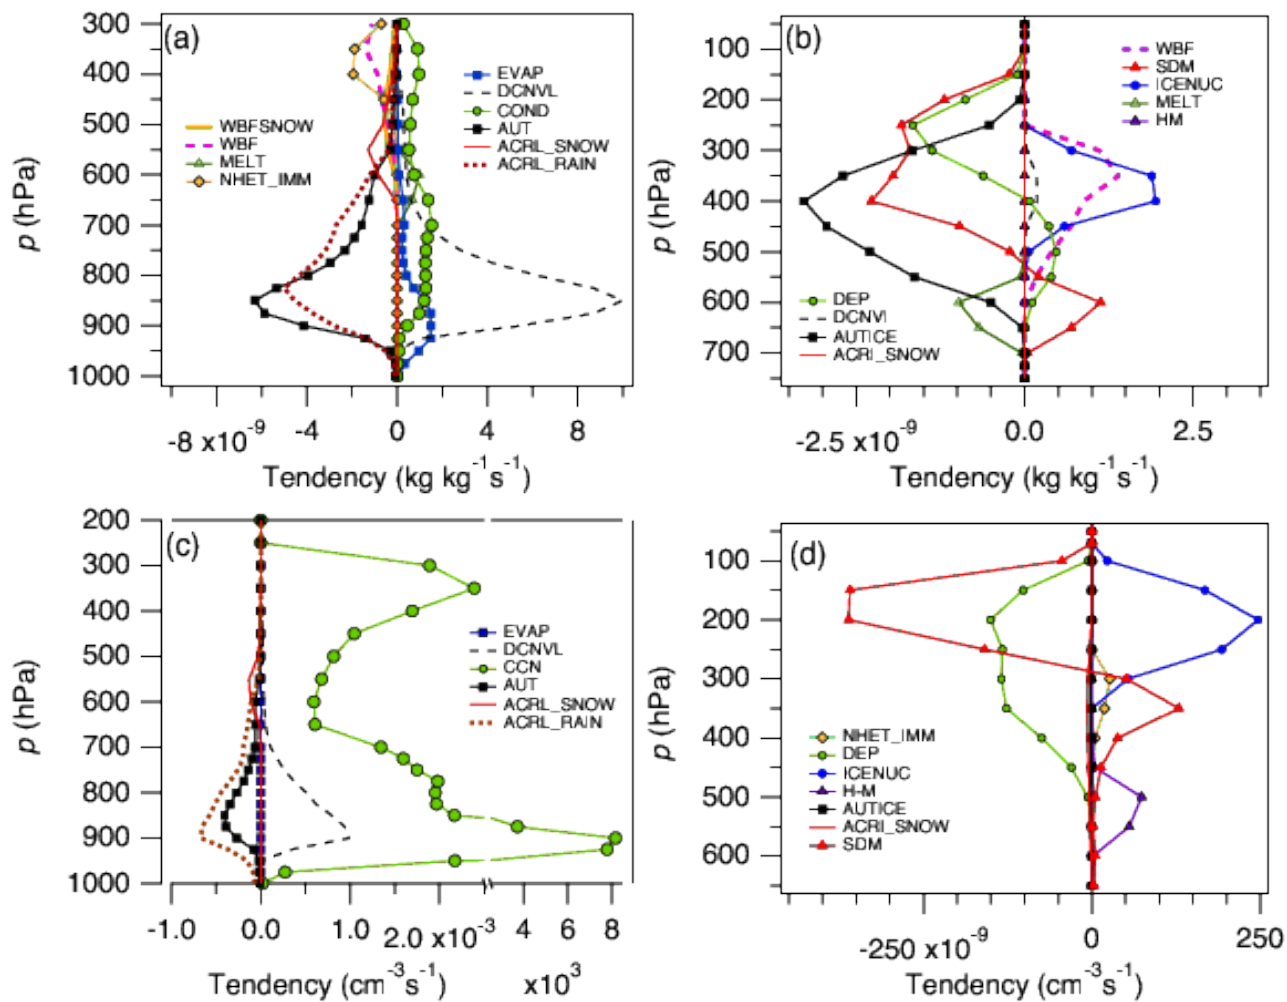 (a)
300
400
500
600
700
800
900
1000
p (hPa)
WBFSNOW
WBF
MELT
NHET_IMM
EVAP
DCNVL
COND
AUT
ACRL_SNOW
ACRL_RAIN
-8 x10⁻⁹ -4 0 4 8
Tendency (kg kg⁻¹s⁻¹)
(b)
100
200
300
400
500
600
700
p (hPa)
WBF
SDM
ICENUC
MELT
HM
DEP
DCNVI
AUTICE
ACRI_SNOW
-2.5 x10⁻⁹ 0.0 2.5
Tendency (kg kg⁻¹s⁻¹)
(c)
200
300
400
500
600
700
800
900
1000
p (hPa)
EVAP
DCNVL
CCN
AUT
ACRL_SNOW
ACRL_RAIN
-1.0 0.0 1.0 2.0 x10⁻³ 4 6 8
Tendency (cm⁻³s⁻¹) x10³
(d)
100
200
300
400
500
600
p (hPa)
NHET_IMM
DEP
ICENUC
H-M
AUTICE
ACRI_SNOW
SDM
-250 x10⁻⁹ 0 250
Tendency (cm⁻³s⁻¹)